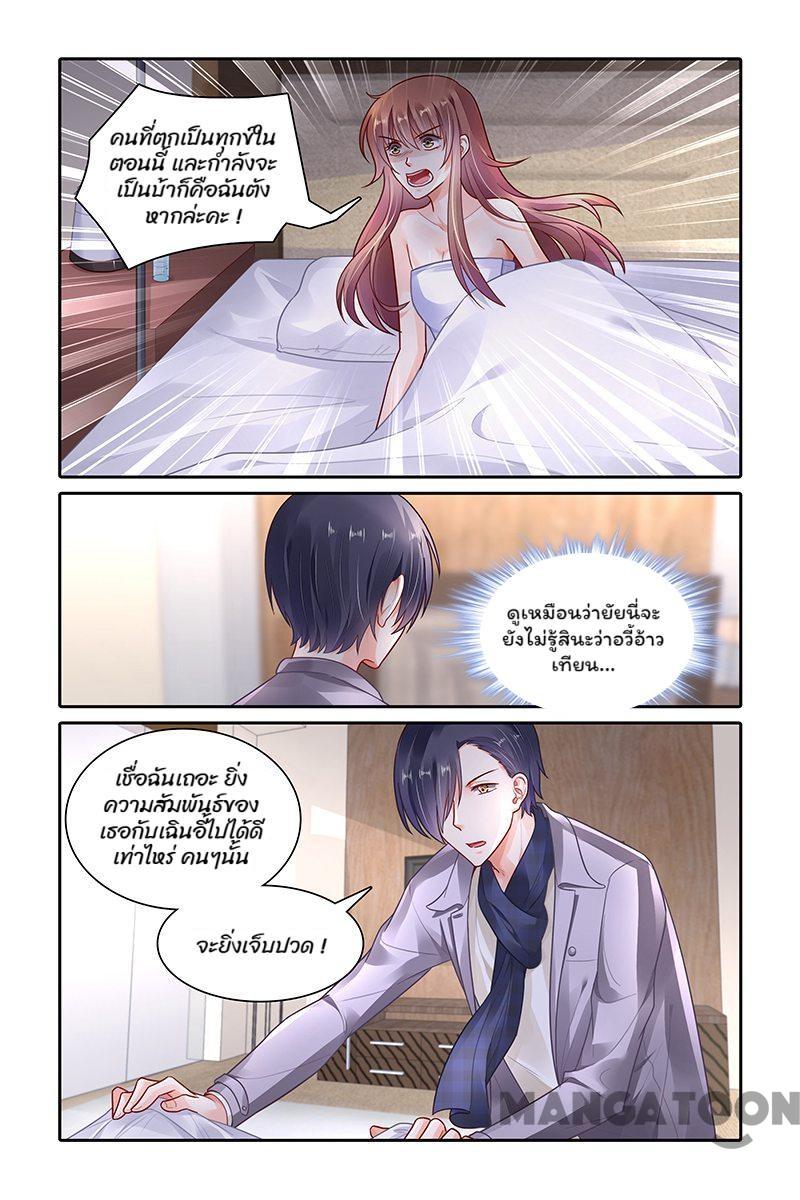 คนที่ตกเป็นทุกข์ใน
ตอนนี้ และกำลังจะ
เป็นบ้าก็คือฉันตัง
หากล่ะคะ !
ดูเหมือนว่ายัยนี่จะ
ยังไม่รู้สินะว่าอวี้อ้าว
เทียน...
เชื่อฉันเถอะ ยิ่ง
ความสัมพันธ์ของ
เธอกับเฉินอี้ไปได้ดี
เท่าไหร่ คนๆนั้น
จะยิ่งเจ็บปวด !
MANGATOON